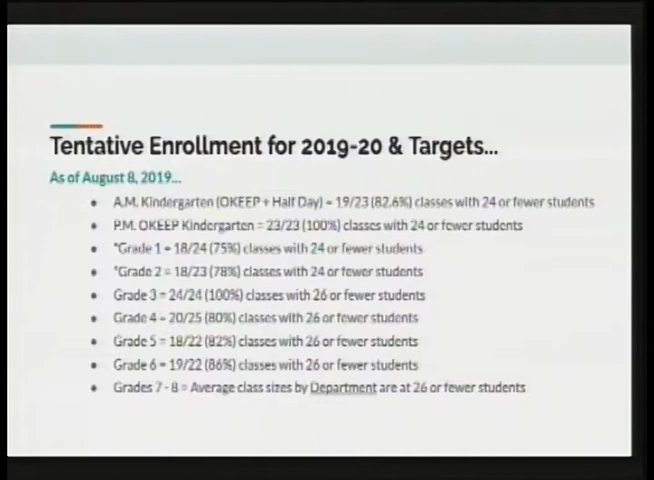 Tentative Enrollment for 2019-20 & Targets...
As of August 8, 2019...
• A.M. Kindergarten (OKEEP + Half Day) = 19/23 (82.6%) classes with 24 or fewer students
• P.M. OKEEP Kindergarten = 23/23 (100%) classes with 24 or fewer students
• *Grade 1 = 18/24 (75%) classes with 24 or fewer students
• *Grade 2 = 18/23 (78%) classes with 24 or fewer students
• Grade 3 = 24/24 (100%) classes with 26 or fewer students
• Grade 4 = 20/25 (80%) classes with 26 or fewer students
• Grade 5 = 18/22 (82%) classes with 26 or fewer students
• Grade 6 = 19/22 (86%) classes with 26 or fewer students
• Grades 7 - 8 = Average class sizes by Department are at 26 or fewer students